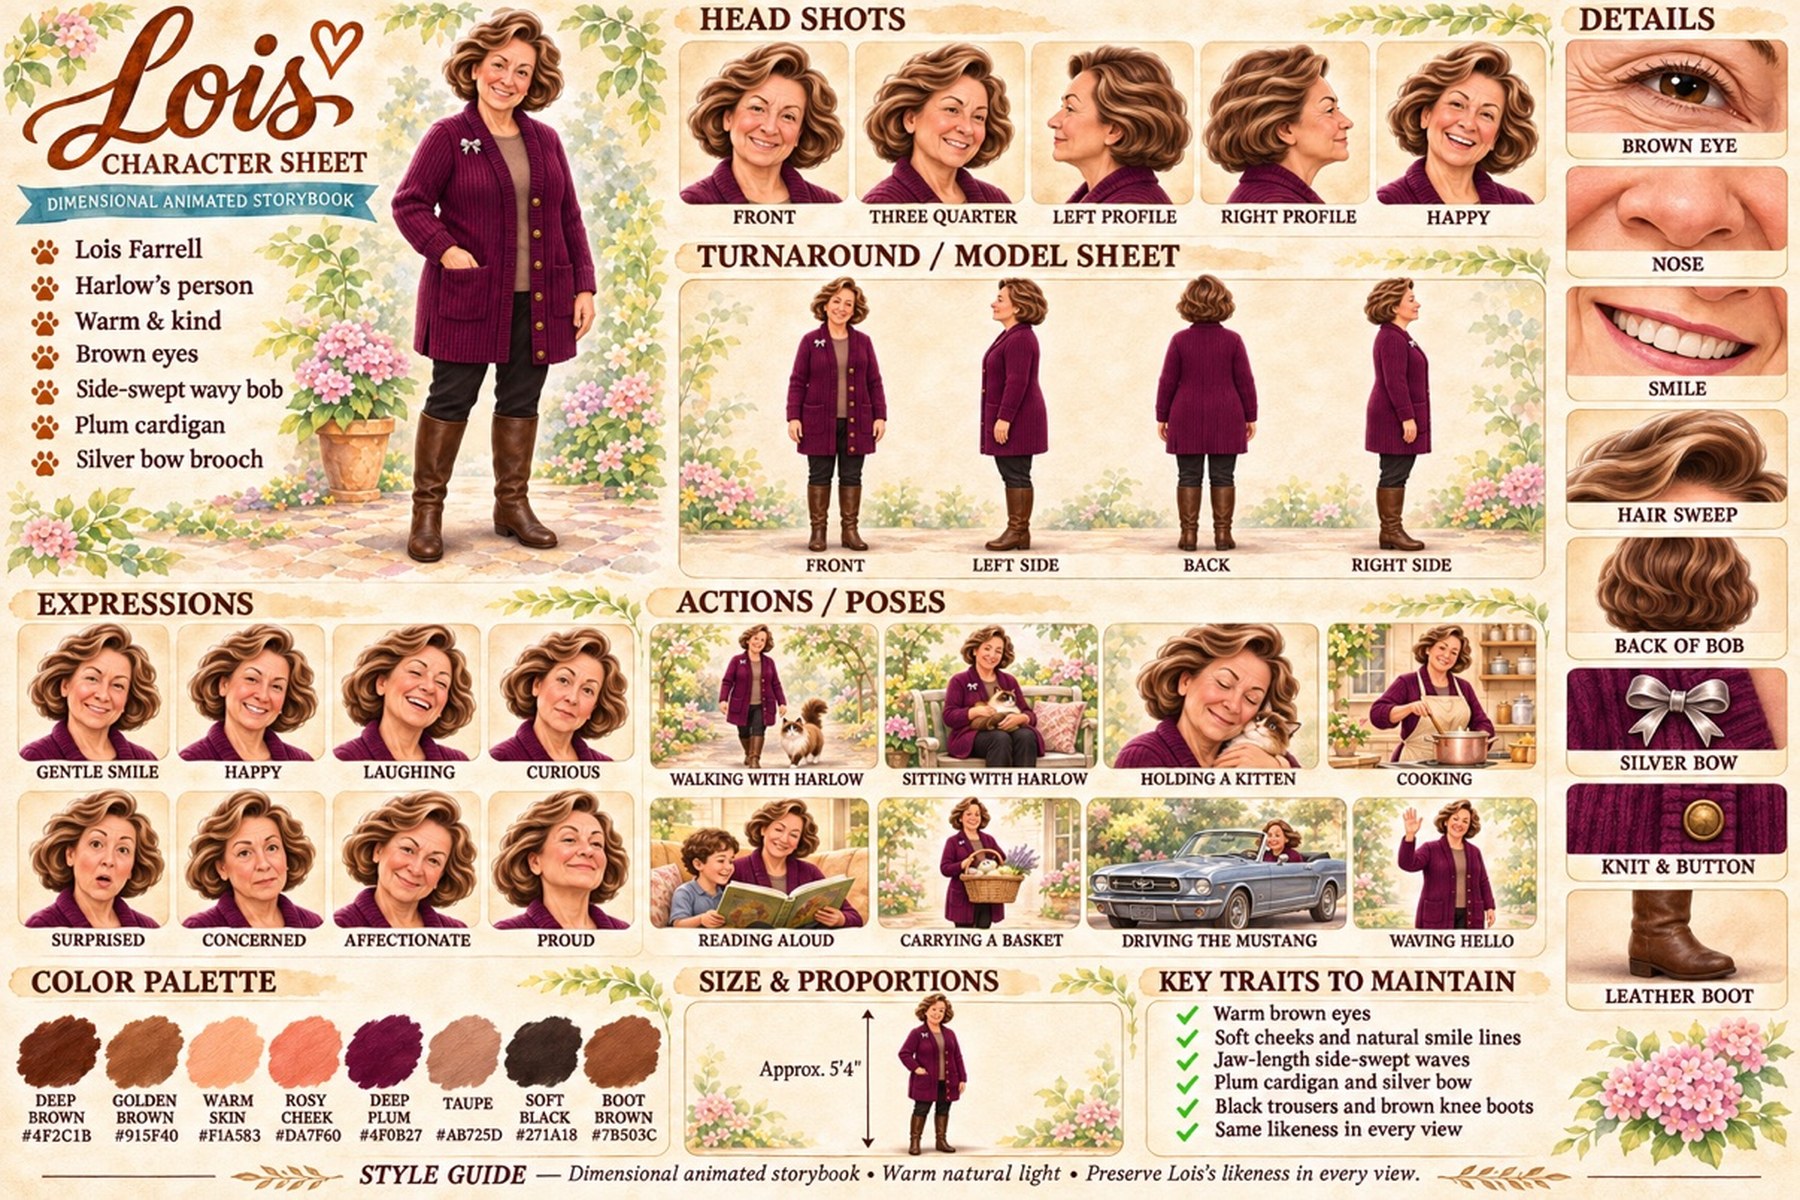 Lois
CHARACTER SHEET
DIMENSIONAL ANIMATED STORYBOOK
Lois Farrell
Harlow's person
Warm & kind
Brown eyes
Side-swept wavy bob
Plum cardigan
Silver bow brooch
HEAD SHOTS
FRONT
THREE QUARTER
LEFT PROFILE
RIGHT PROFILE
HAPPY
TURNAROUND / MODEL SHEET
FRONT
LEFT SIDE
BACK
RIGHT SIDE
DETAILS
BROWN EYE
NOSE
SMILE
HAIR SWEEP
BACK OF BOB
SILVER BOW
KNIT & BUTTON
LEATHER BOOT
EXPRESSIONS
GENTLE SMILE
HAPPY
LAUGHING
CURIOUS
SURPRISED
CONCERNED
AFFECTIONATE
PROUD
ACTIONS / POSES
WALKING WITH HARLOW
SITTING WITH HARLOW
HOLDING A KITTEN
COOKING
READING ALOUD
CARRYING A BASKET
DRIVING THE MUSTANG
WAVING HELLO
COLOR PALETTE
DEEP
BROWN
#4F2C1B
GOLDEN
BROWN
#915F40
WARM
SKIN
#F1A583
ROSY
CHEEK
#DA7F60
DEEP
PLUM
#4F0B27
TAUPE
#AB725D
SOFT
BLACK
#271A18
BOOT
BROWN
#7B503C
SIZE & PROPORTIONS
Approx. 5'4"
KEY TRAITS TO MAINTAIN
Warm brown eyes
Soft cheeks and natural smile lines
Jaw-length side-swept waves
Plum cardigan and silver bow
Black trousers and brown knee boots
Same likeness in every view
STYLE GUIDE — Dimensional animated storybook • Warm natural light • Preserve Lois's likeness in every view.